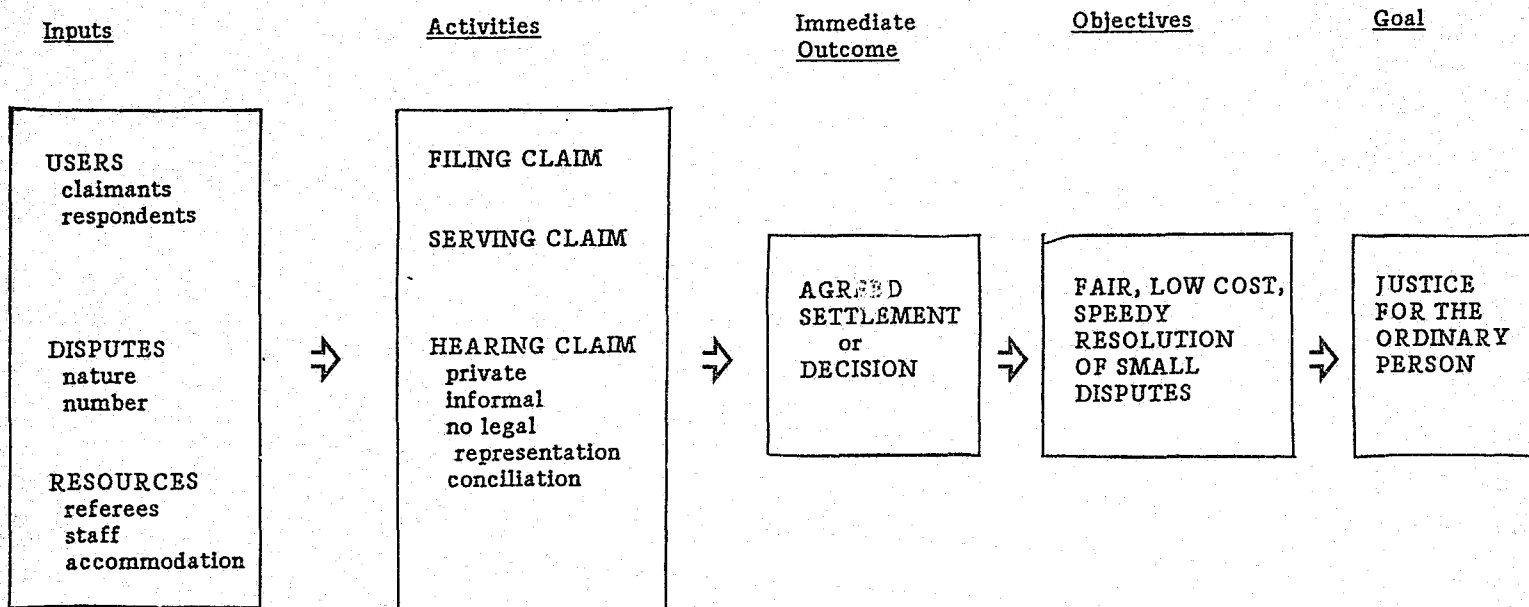 Inputs
Activities
Immediate
Outcome
Objectives
Goal
USERS
claimants
respondents
DISPUTES
nature
number
RESOURCES
referees
staff
accommodation
FILING CLAIM
SERVING CLAIM
HEARING CLAIM
private
informal
no legal
representation
conciliation
AGREED
SETTLEMENT
or
DECISION
FAIR, LOW COST,
SPEEDY
RESOLUTION
OF SMALL
DISPUTES
JUSTICE
FOR THE
ORDINARY
PERSON